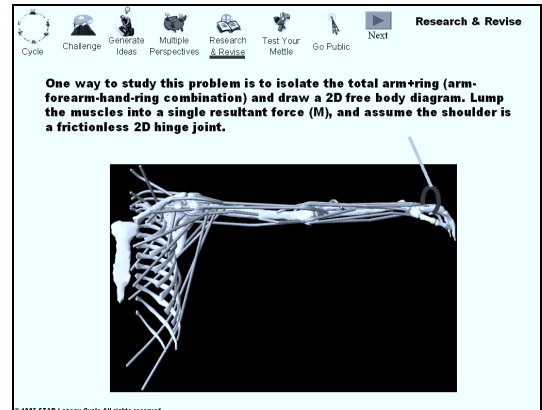 Cycle
Challenge
Generate
Ideas
Multiple
Perspectives
Research
& Revise
Test Your
Mettle
Go Public
Next
Research & Revise
One way to study this problem is to isolate the total arm+ring (arm-
forearm-hand-ring combination) and draw a 2D free body diagram. Lump
the muscles into a single resultant force (M), and assume the shoulder is
a frictionless 2D hinge joint.